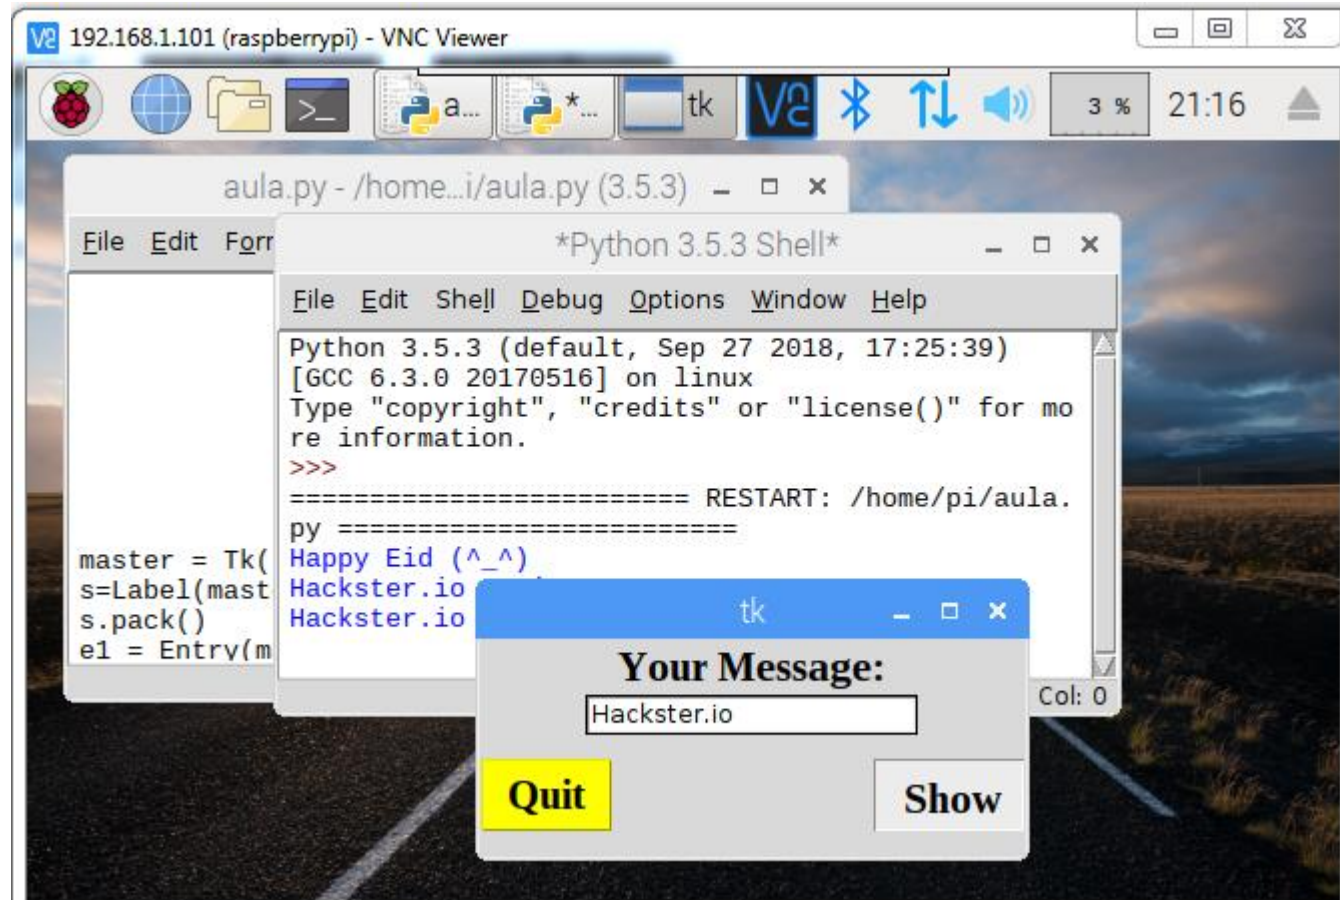 192.168.1.101 (raspberrypi) - VNC Viewer
a... *... tk 3 % 21:16
aula.py - /home...i/aula.py (3.5.3)
File Edit Forr
*Python 3.5.3 Shell*
File Edit Shell Debug Options Window Help
Python 3.5.3 (default, Sep 27 2018, 17:25:39)
[GCC 6.3.0 20170516] on linux
Type "copyright", "credits" or "license()" for mo
re information.
>>>
========================= RESTART: /home/pi/aula.
py =========================
Happy Eid (^_^)
Hackster.io
Hackster.io
Col: 0
master = Tk(
s=Label(mast
s.pack()
e1 = Entry(m
tk
Your Message:
Hackster.io
Quit Show